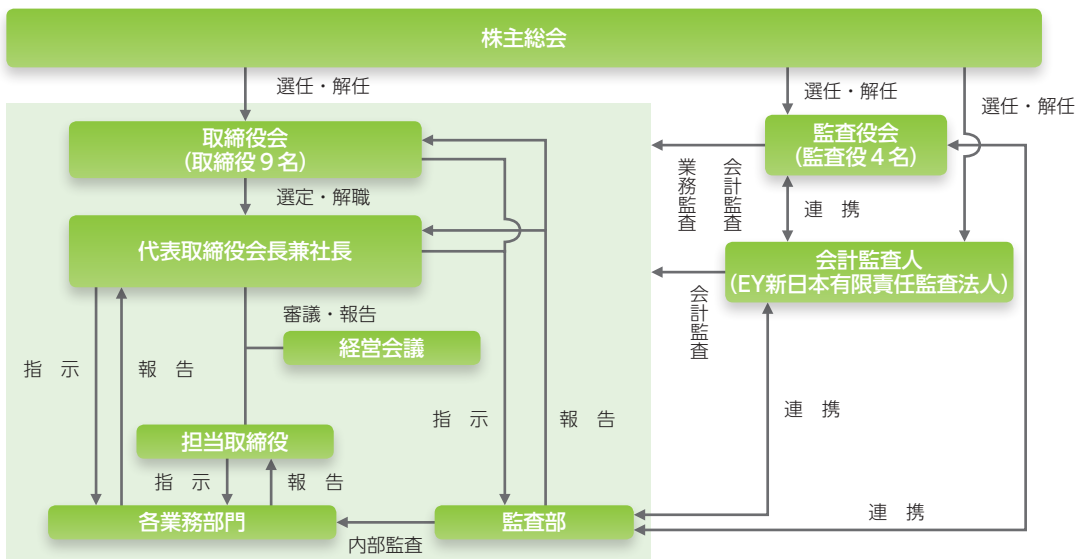 株主総会
選任・解任
選任・解任
選任・解任
取締役会
(取締役９名)
監査役会
(監査役４名)
業務監査
会計監査
選定・解職
連　携
代表取締役会長兼社長
会計監査人
(EY新日本有限責任監査法人)
会計監査
審議・報告
経営会議
指　示
報　告
指　示
報　告
連　携
担当取締役
指　示
報　告
各業務部門
内部監査
監査部
連　携